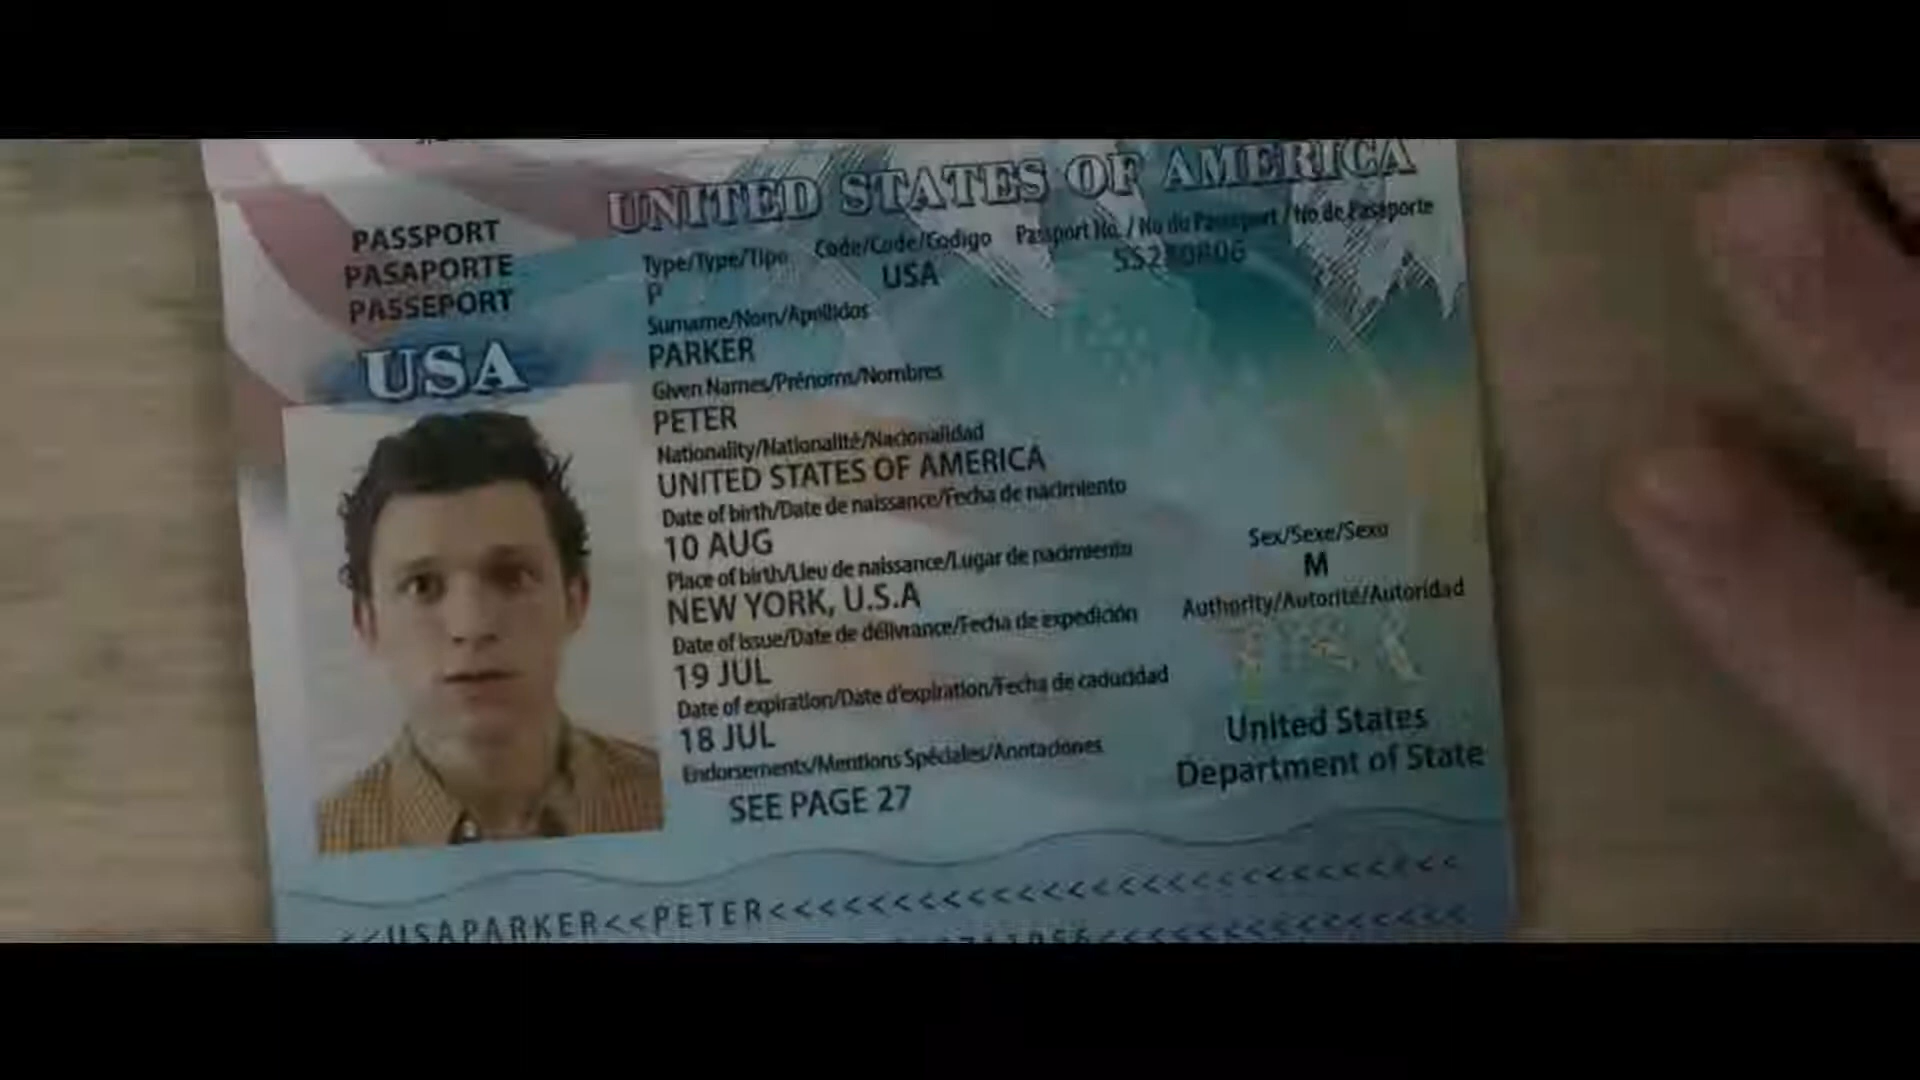 UNITED STATES OF AMERICA
PASSPORT
PASAPORTE
PASSEPORT
USA
Type/Type/Tipo Code/Code/Codigo Passport No. / No du Passeport / No de Pasaporte
P USA
Surname/Nom/Apellidos
PARKER
Given Names/Prénoms/Nombres
PETER
Nationality/Nationalité/Nacionalidad
UNITED STATES OF AMERICA
Date of birth/Date de naissance/Fecha de nacimiento
10 AUG
Place of birth/Lieu de naissance/Lugar de nacimiento
NEW YORK, U.S.A
Date of issue/Date de délivrance/Fecha de expedición
19 JUL
Date of expiration/Date d'expiration/Fecha de caducidad
18 JUL
Endorsements/Mentions Spéciales/Anotaciones
SEE PAGE 27
Sex/Sexe/Sexo
M
Authority/Autorité/Autoridad
United States
Department of State
<<USAPARKER<<PETER<<<<<<<<<<<<<<<<<<<<<<<<